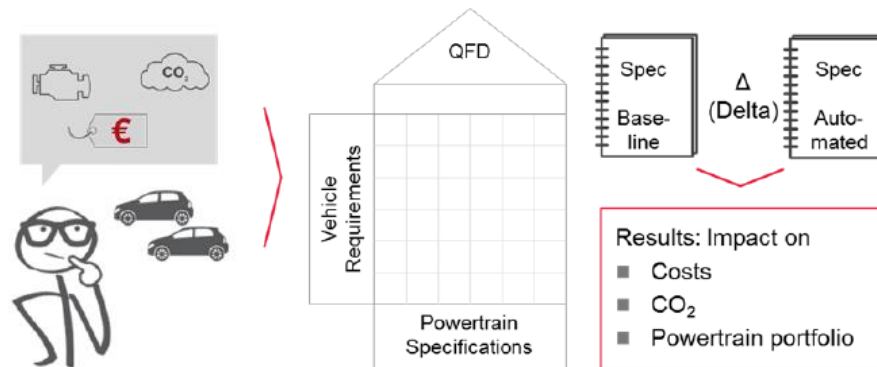 CO₂
€
QFD
Vehicle
Requirements
Powertrain
Specifications
Spec
Base-
line
Δ
(Delta)
Spec
Auto-
mated
Results: Impact on
Costs
CO₂
Powertrain portfolio